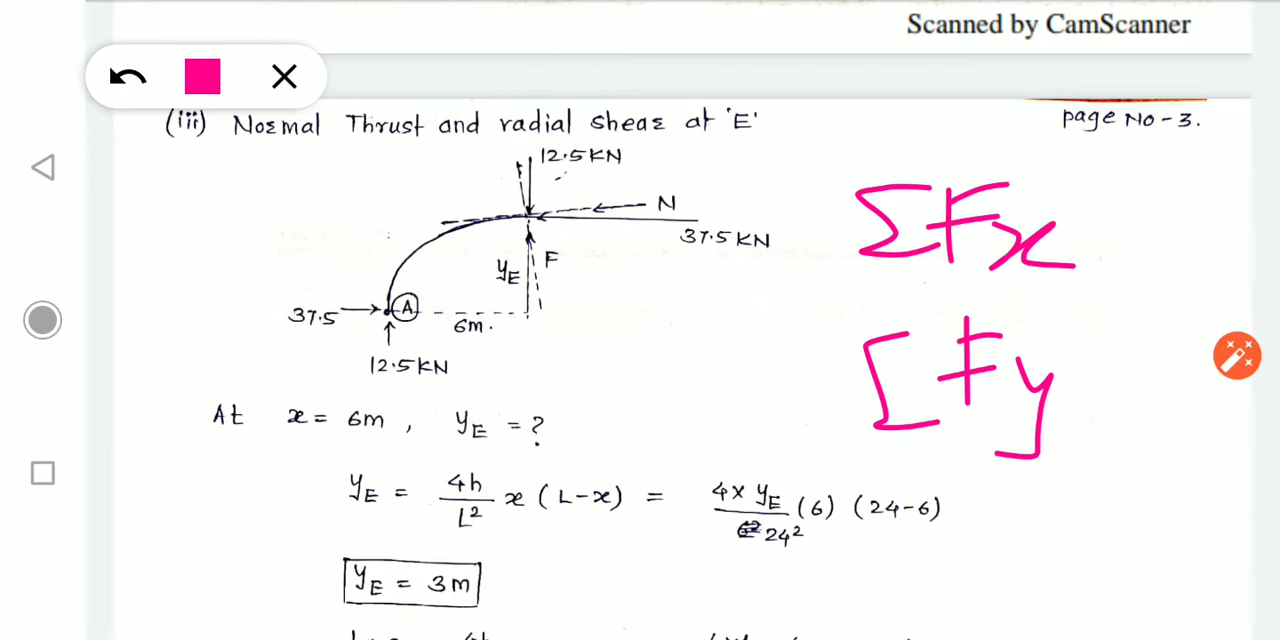 Scanned by CamScanner
(iii) Normal Thrust and radial shear at 'E'
page No - 3.
12.5 KN
N
37.5 KN
F
yE
37.5
A
6m.
12.5 KN
ΣFx
ΣFy
At x = 6m, yE = ?
yE = 4h/L² x (L-x) = 4 x yE/24² (6) (24-6)
yE = 3m